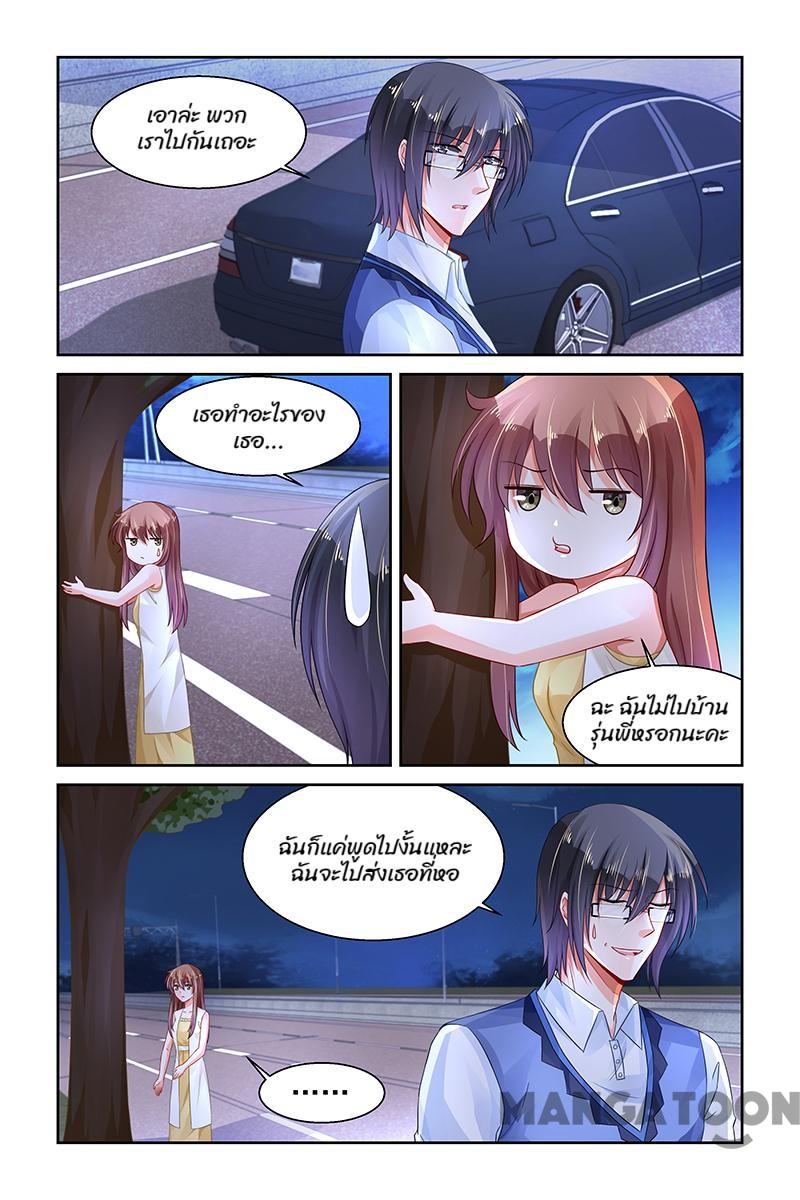 เอาล่ะ พวก
เราไปกันเถอะ
เธอทำอะไรของ
เธอ...
ฉะ ฉันไม่ไปบ้าน
รุ่นพี่หรอกนะคะ
ฉันก็แค่พูดไปงั้นแหละ
ฉันจะไปส่งเธอที่หอ
......
MANGATOON